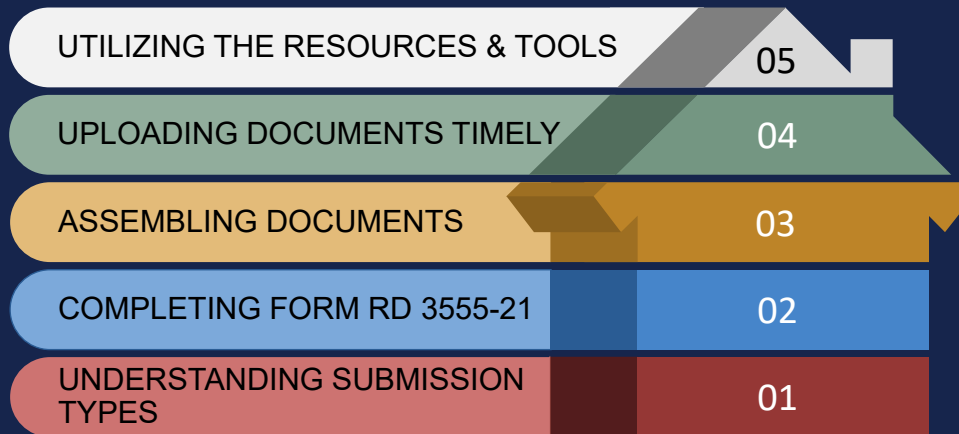 UTILIZING THE RESOURCES & TOOLS
05
UPLOADING DOCUMENTS TIMELY
04
ASSEMBLING DOCUMENTS
03
COMPLETING FORM RD 3555-21
02
UNDERSTANDING SUBMISSION
TYPES
01